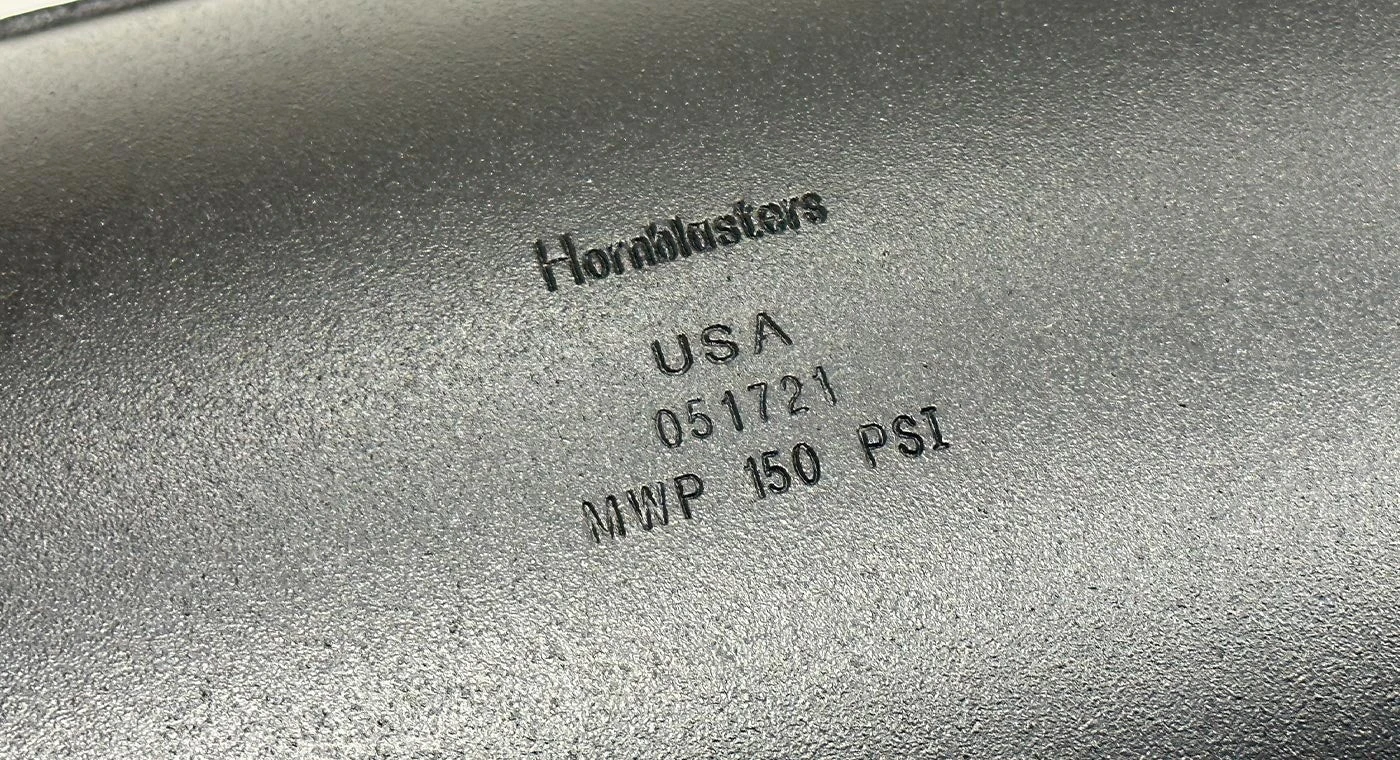 Hornblasters
USA
051721
MWP 150 PSI